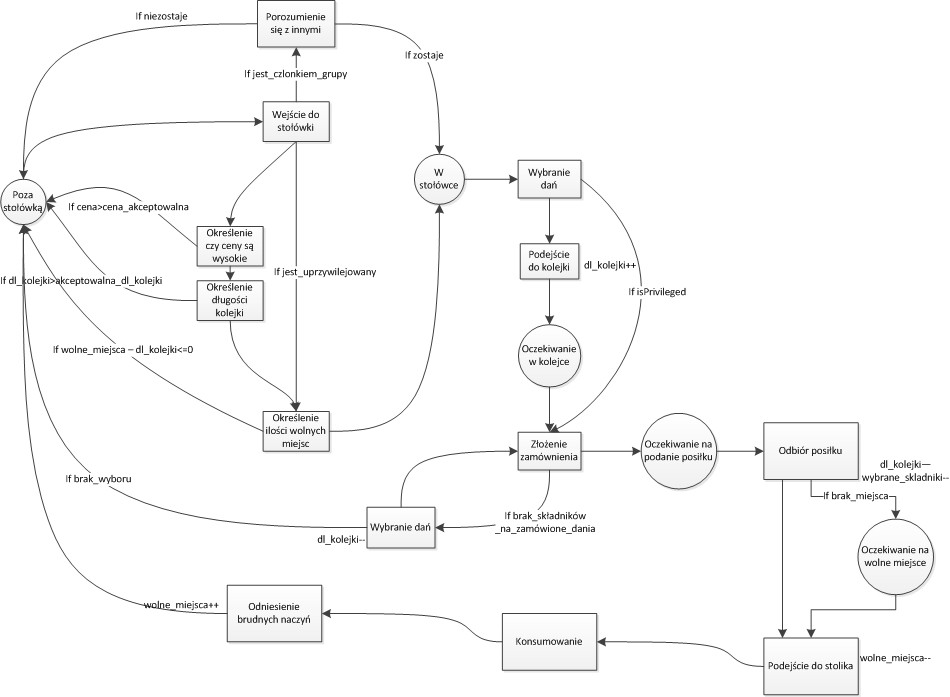 If niezostaje
Porozumienie
się z innymi
If zostaje
If jest_czlonkiem_grupy
Wejście do
stołówki
Poza
stołówką
If cena>cena_akceptowalna
Określenie
czy ceny są
wysokie
If dl_kolejki>akceptowalna_dl_kolejki
Określenie
długości
kolejki
If jest_uprzywilejowany
If wolne_miejsca – dl_kolejki<=0
Określenie
ilości wolnych
miejsc
W
stołówce
Wybranie
dań
Podejście
do kolejki
dl_kolejki++
If isPrivileged
Oczekiwanie
w kolejce
Złożenie
zamównienia
Oczekiwanie na
podanie posiłku
Odbiór posiłku
dl_kolejki—
wybrane_skladniki--
If brak_miejsca
Oczekiwanie na
wolne miejsce
If brak_wyboru
Wybranie dań
dl_kolejki--
If brak_składników
_na_zamówione_dania
wolne_miejsca++
Odniesienie
brudnych naczyń
Konsumowanie
Podejście do stolika
wolne_miejsca--